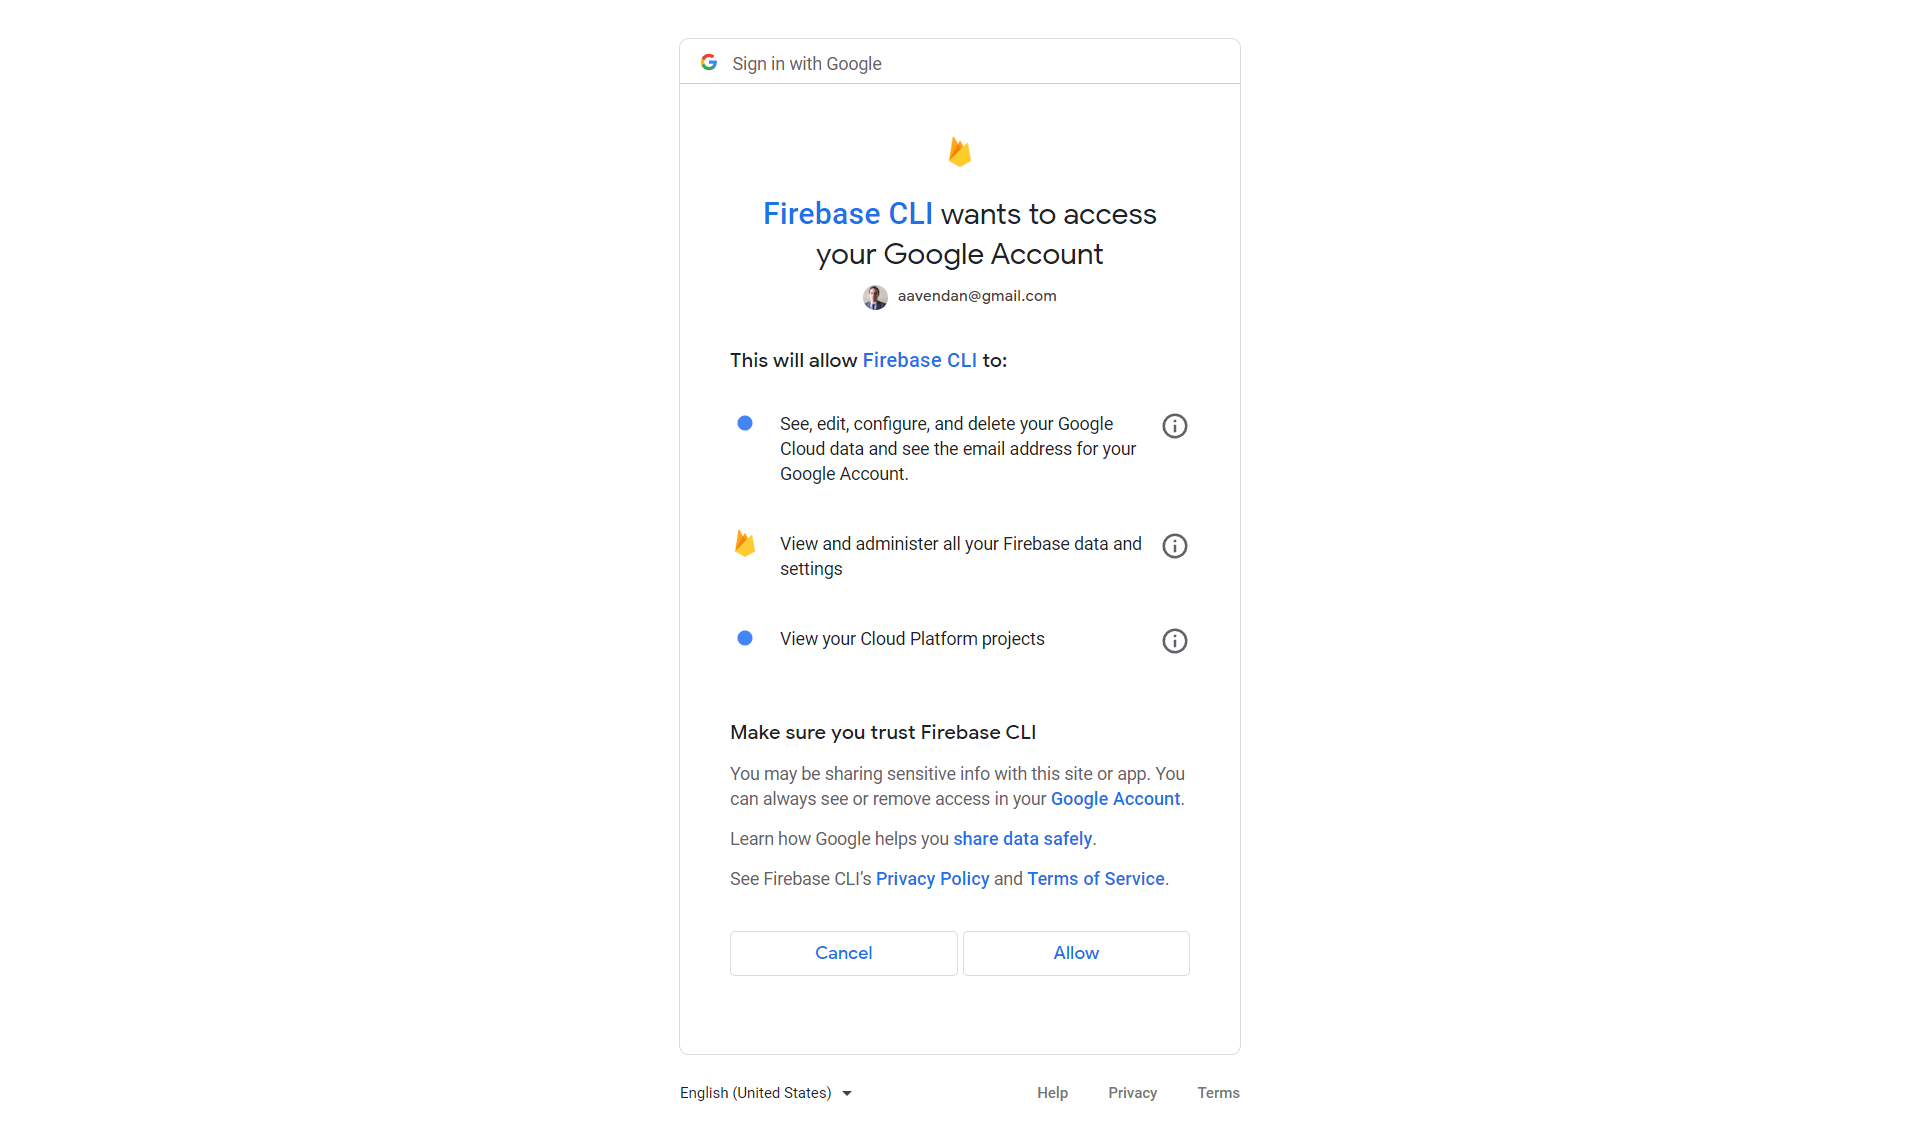 Sign in with Google
Firebase CLI wants to access
your Google Account
aavendan@gmail.com
This will allow Firebase CLI to:
See, edit, configure, and delete your Google
Cloud data and see the email address for your
Google Account.
View and administer all your Firebase data and
settings
View your Cloud Platform projects
Make sure you trust Firebase CLI
You may be sharing sensitive info with this site or app. You
can always see or remove access in your Google Account.
Learn how Google helps you share data safely.
See Firebase CLI’s Privacy Policy and Terms of Service.
Cancel Allow
English (United States) Help Privacy Terms